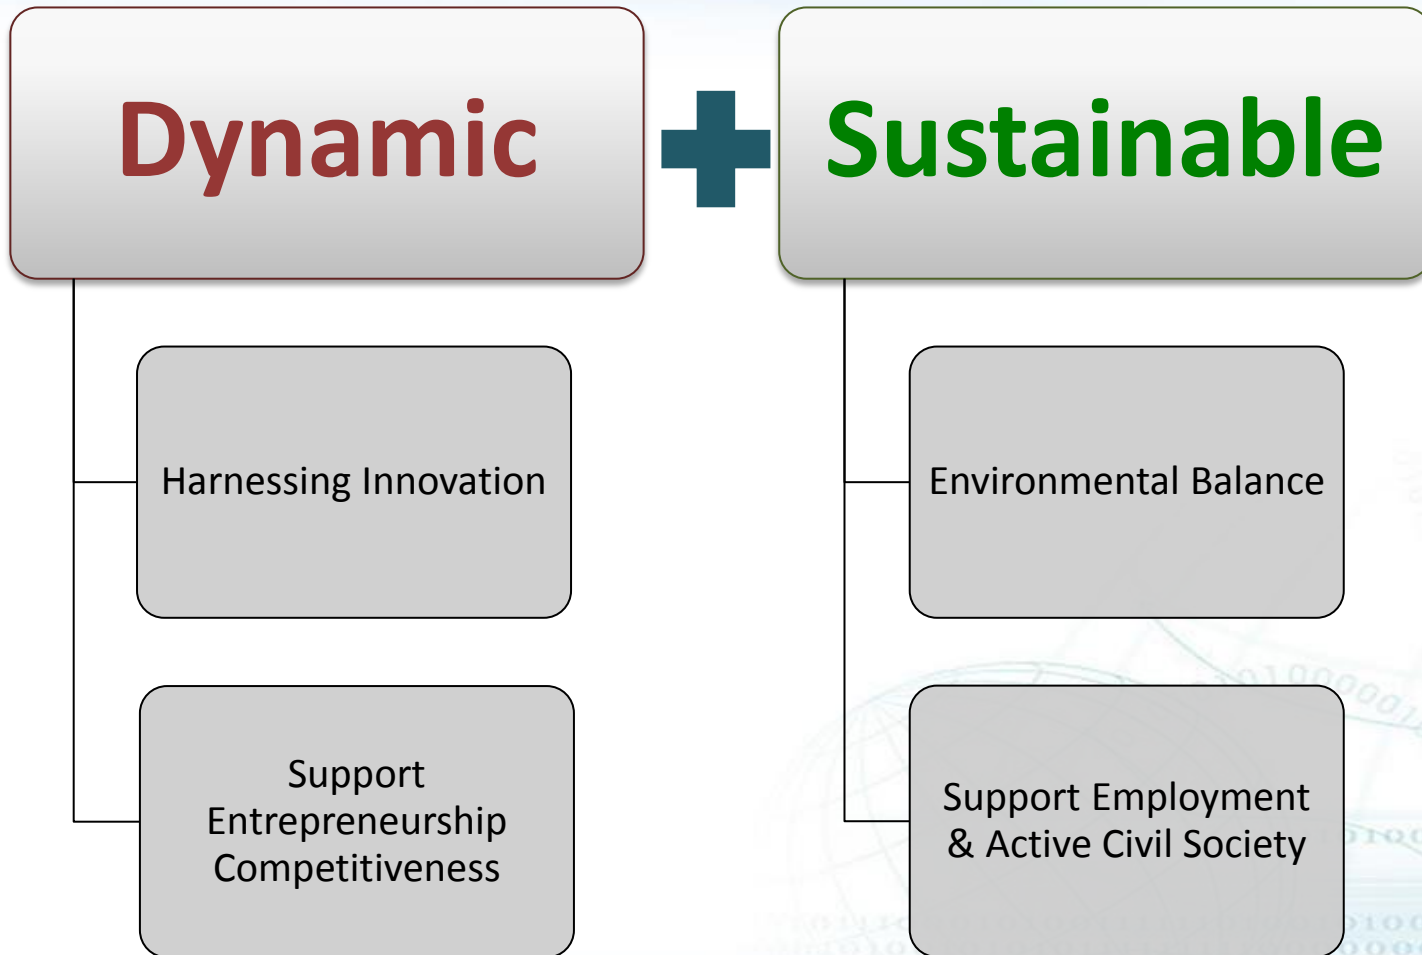 Dynamic
Sustainable
Harnessing Innovation
Environmental Balance
Support
Entrepreneurship
Competitiveness
Support Employment
& Active Civil Society